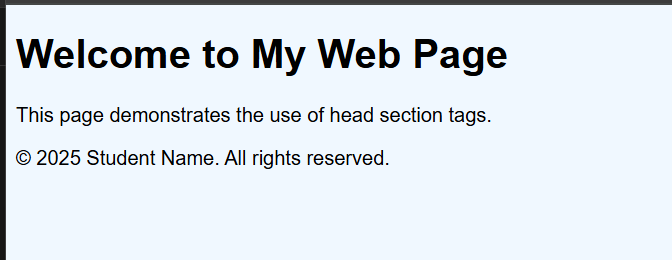 Welcome to My Web Page
This page demonstrates the use of head section tags.
© 2025 Student Name. All rights reserved.